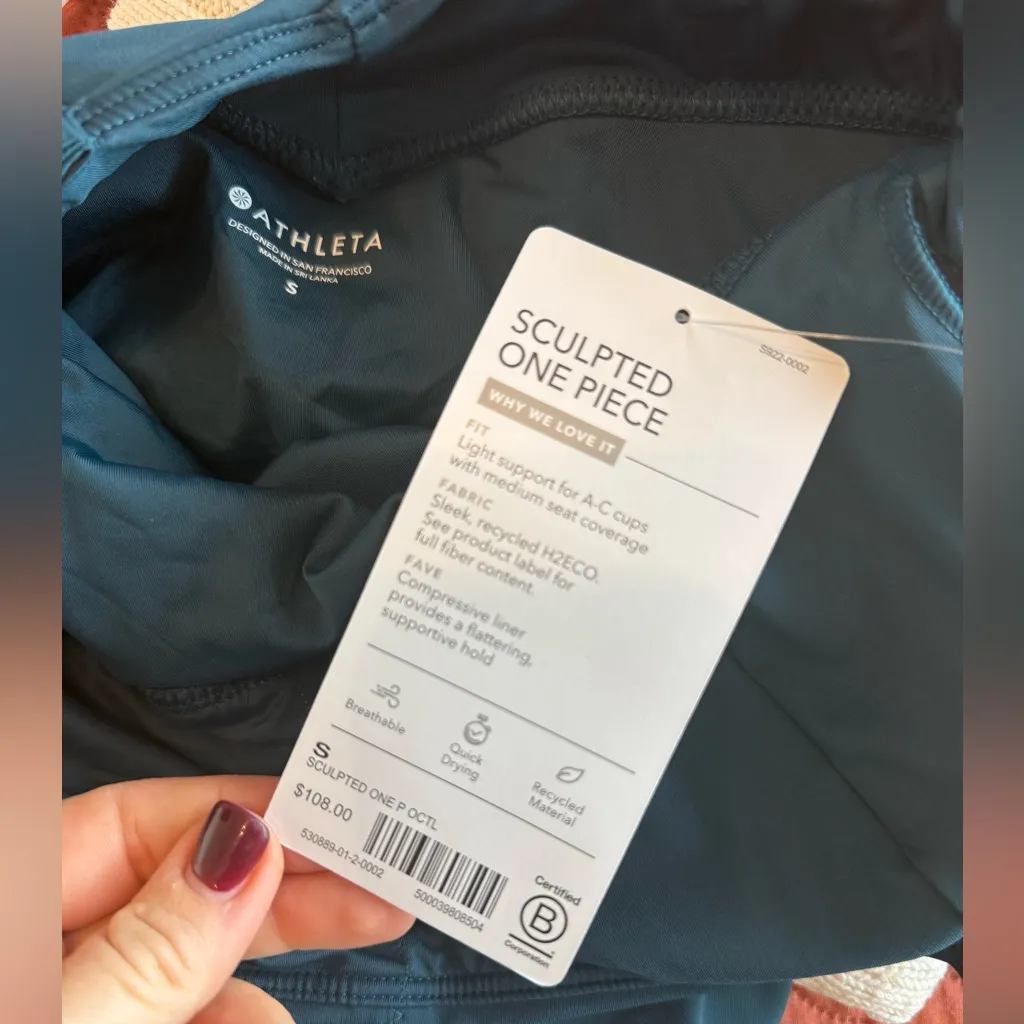 ATHLETA
DESIGNED IN SAN FRANCISCO
MADE IN SRI LANKA
S
S922-0002
SCULPTED
ONE PIECE
WHY WE LOVE IT
FIT
Light support for A-C cups
with medium seat coverage
FABRIC
Sleek, recycled H2ECO.
See product label for
full fiber content.
FAVE
Compressive liner
provides a flattering,
supportive hold
Breathable
Quick
Drying
Recycled
Material
S
SCULPTED ONE P OCTL
$108.00
530889-01-2-0002
500039808504
Certified
B
Corporation